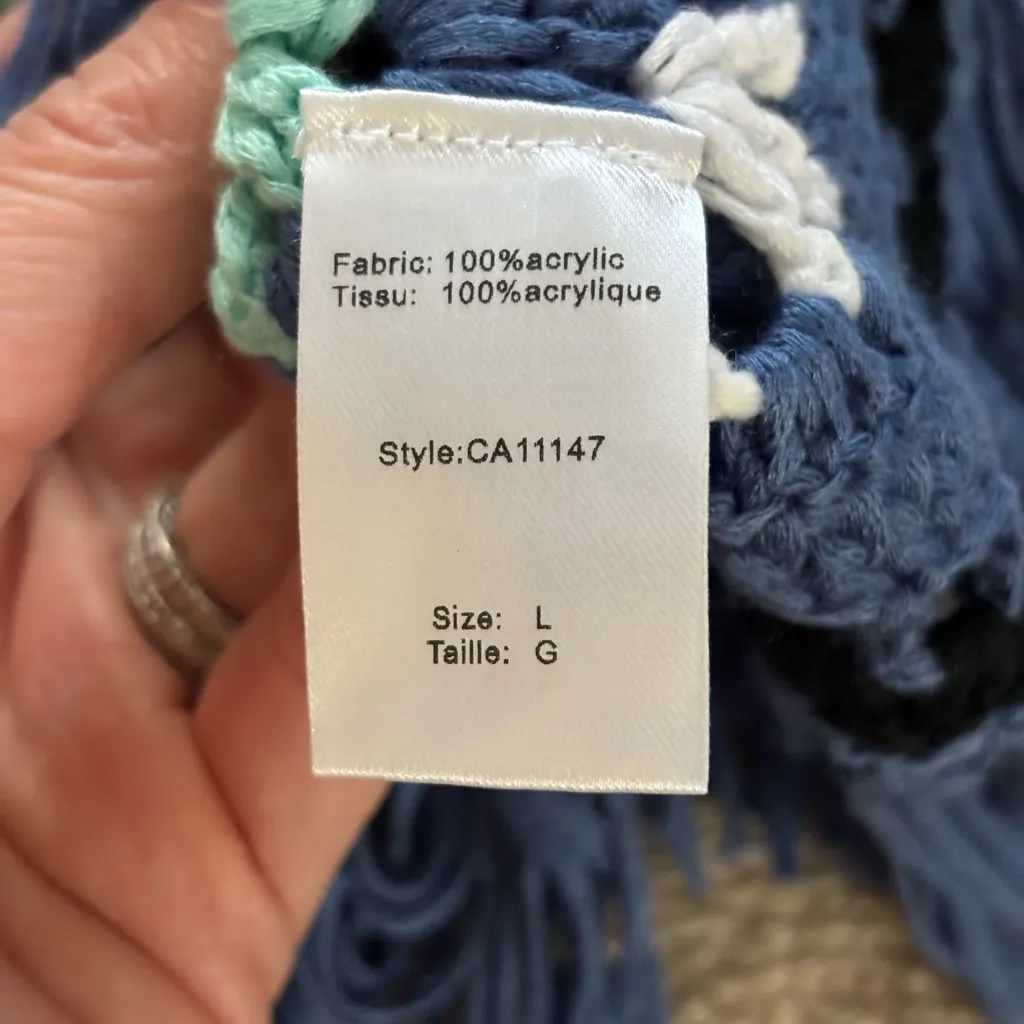 Fabric: 100%acrylic
Tissu: 100%acrylique
Style:CA11147
Size: L
Taille: G